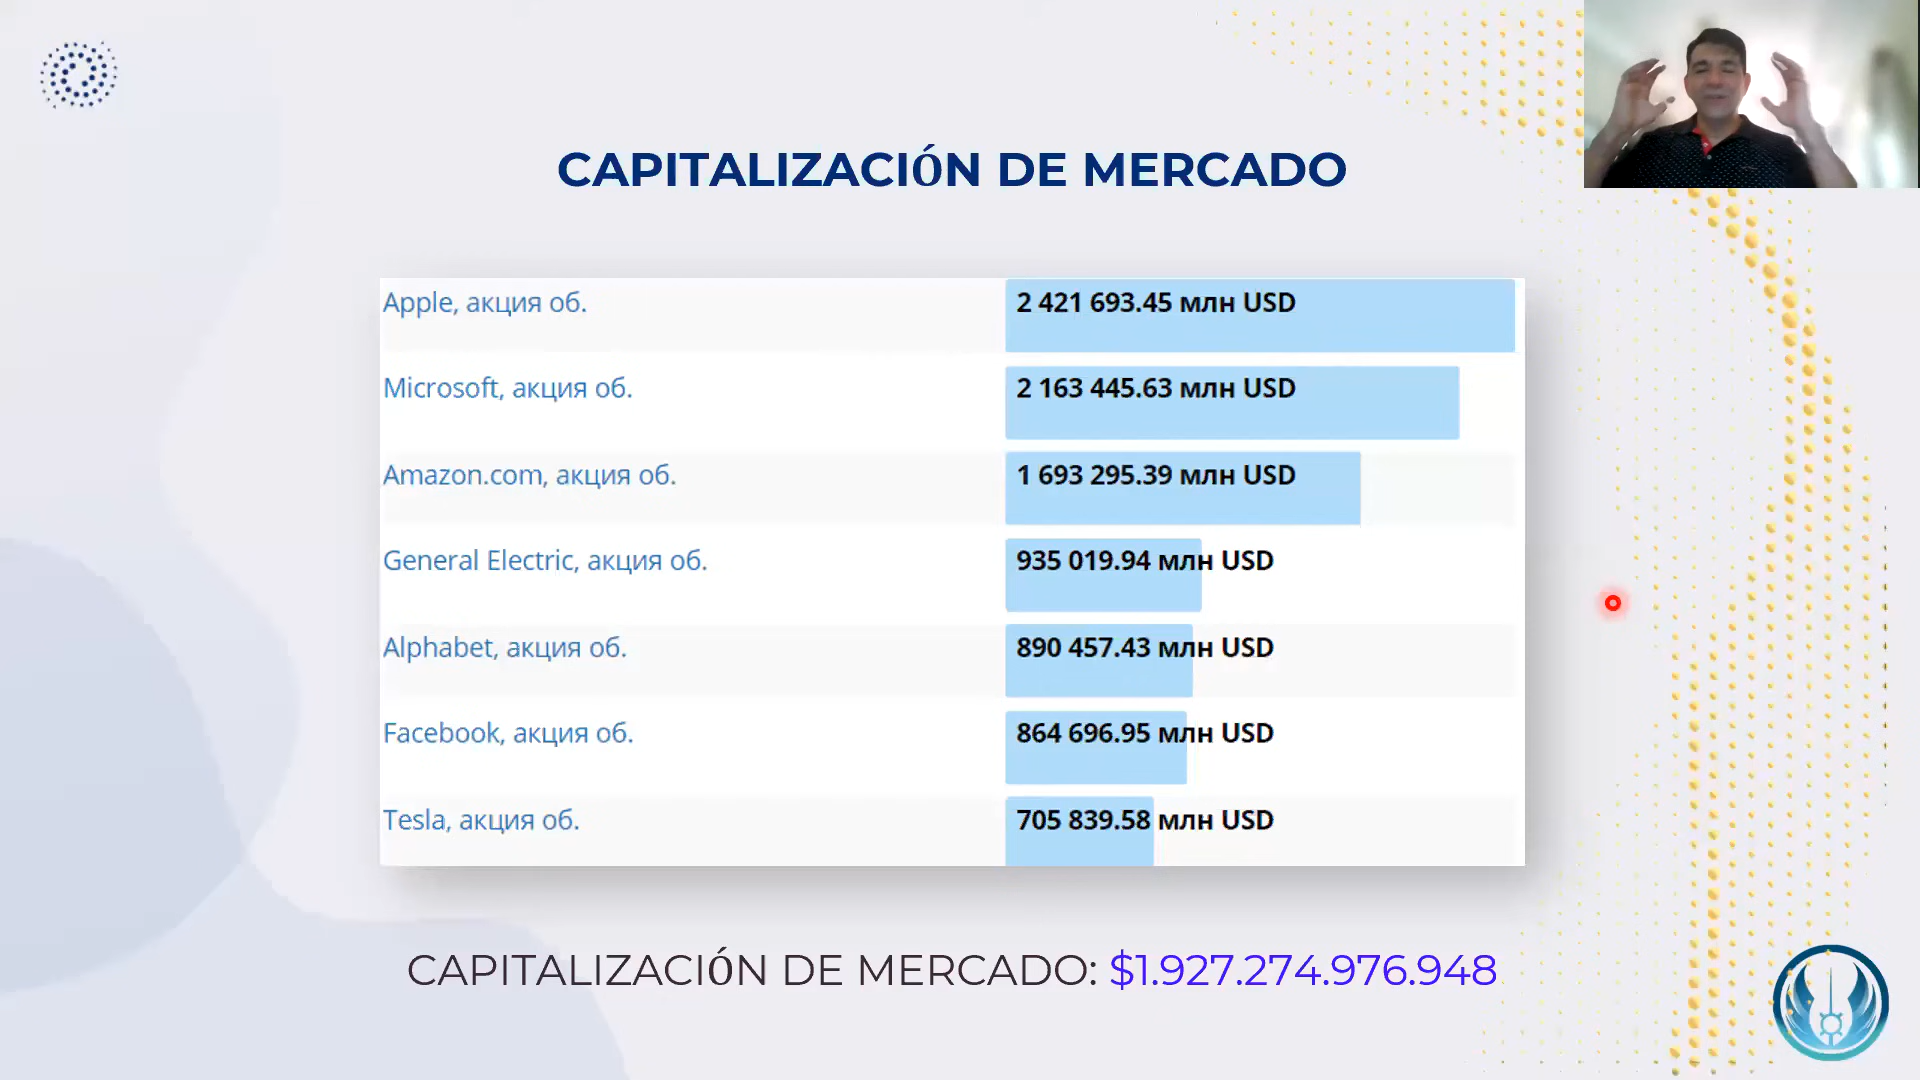 CAPITALIZACIÓN DE MERCADO
Apple, акция об. 2 421 693.45 млн USD
Microsoft, акция об. 2 163 445.63 млн USD
Amazon.com, акция об. 1 693 295.39 млн USD
General Electric, акция об. 935 019.94 млн USD
Alphabet, акция об. 890 457.43 млн USD
Facebook, акция об. 864 696.95 млн USD
Tesla, акция об. 705 839.58 млн USD
CAPITALIZACIÓN DE MERCADO: $1.927.274.976.948